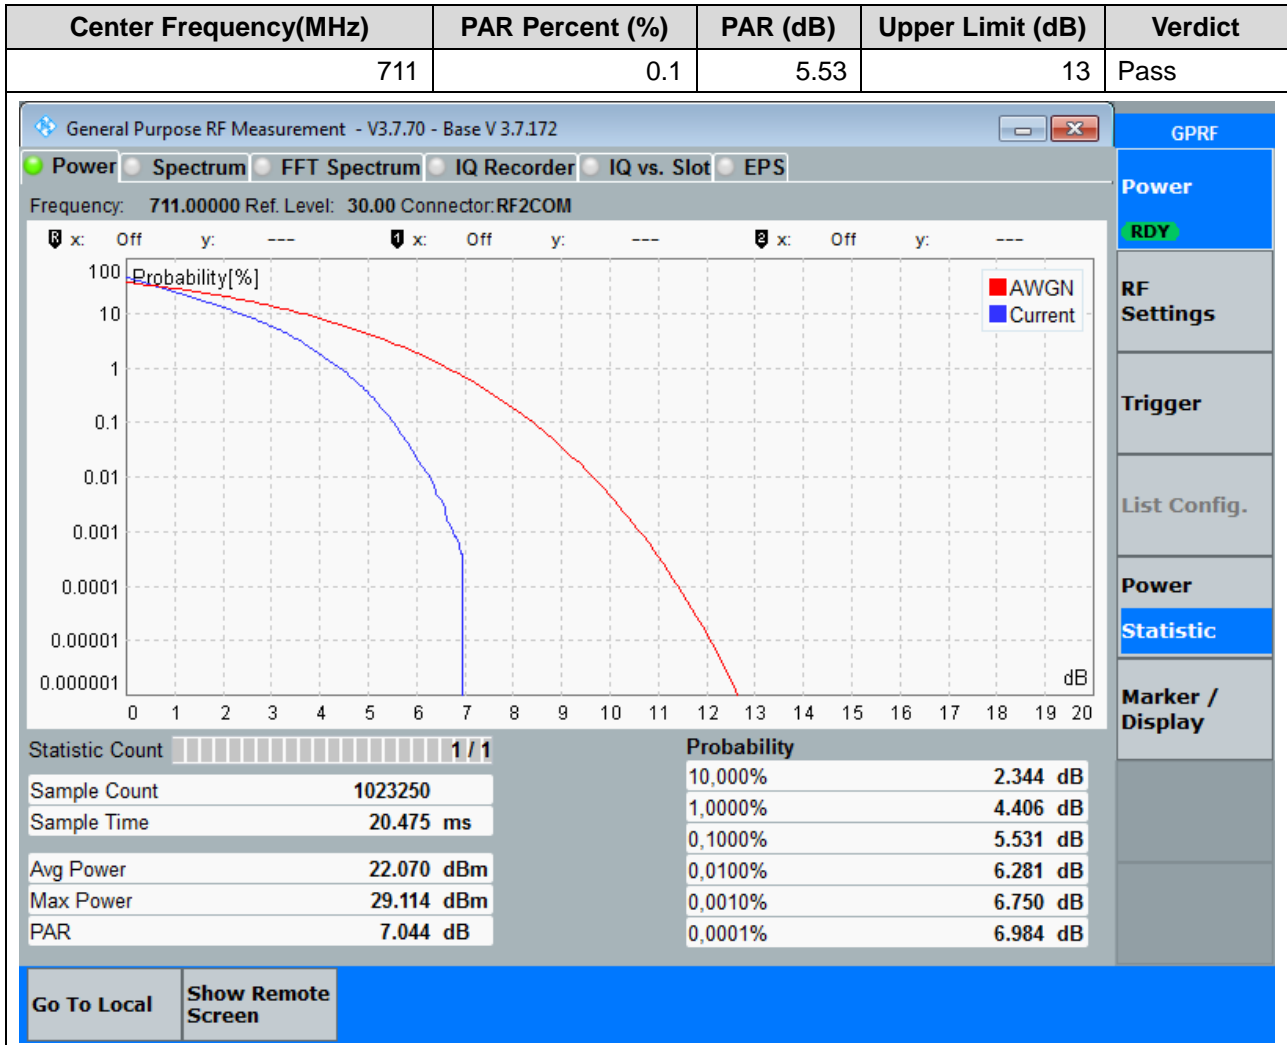 Center Frequency(MHz) PAR Percent (%) PAR (dB) Upper Limit (dB) Verdict
711 0.1 5.53 13 Pass
General Purpose RF Measurement - V3.7.70 - Base V 3.7.172
GPRF
Power Spectrum FFT Spectrum IQ Recorder IQ vs. Slot EPS
Frequency: 711.00000 Ref. Level: 30.00 Connector:RF2COM
R x: Off y: --- 1 x: Off y: --- 2 x: Off y: ---
Probability[%]
AWGN
Current
100
10
1
0.1
0.01
0.001
0.0001
0.00001
0.000001
dB
0 1 2 3 4 5 6 7 8 9 10 11 12 13 14 15 16 17 18 19 20
Statistic Count 1 / 1
Sample Count 1023250
Sample Time 20.475 ms
Avg Power 22.070 dBm
Max Power 29.114 dBm
PAR 7.044 dB
Probability
10,000% 2.344 dB
1,0000% 4.406 dB
0,1000% 5.531 dB
0,0100% 6.281 dB
0,0010% 6.750 dB
0,0001% 6.984 dB
Power
RDY
RF
Settings
Trigger
List Config.
Power
Statistic
Marker /
Display
Go To Local
Show Remote
Screen